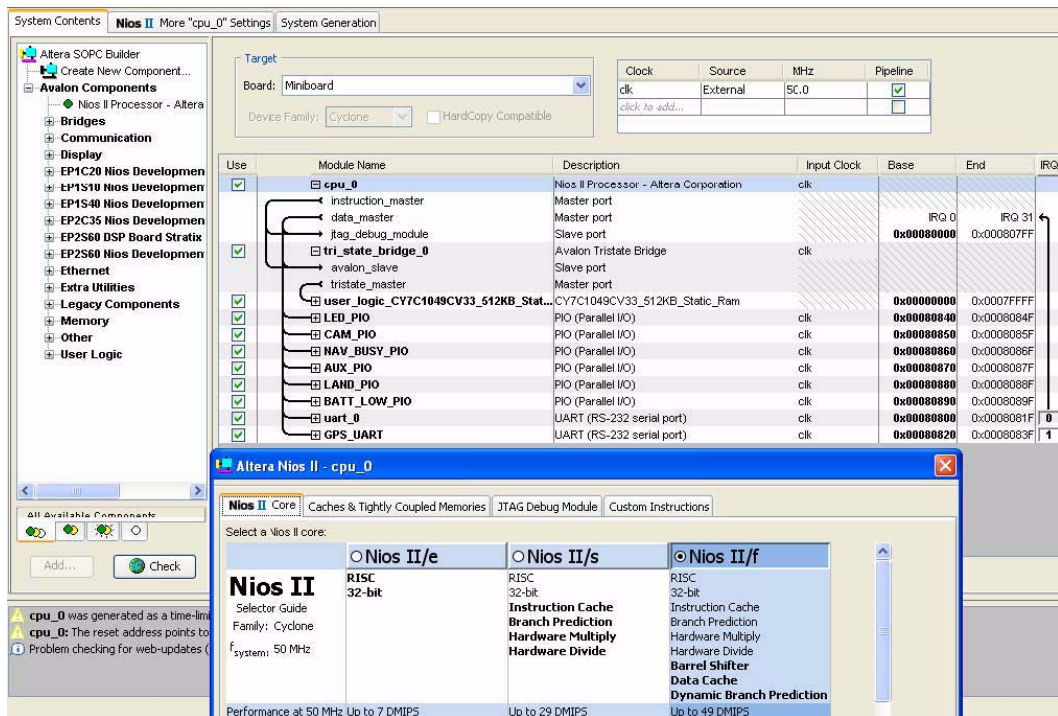 System Contents Nios II More "cpu_0" Settings System Generation
Altera SOPC Builder
Create New Component...
Avalon Components
Nios II Processor - Altera
Bridges
Communication
Display
EP1C20 Nios Developmen
EP1S10 Nios Developmen
EP1S40 Nios Developmen
EP2C35 Nios Developmen
EP2S60 DSP Board Stratix
EP2S60 Nios Developmen
Ethernet
Extra Utilities
Legacy Components
Memory
Other
User Logic
All Available Components
Add... Check
Target
Board: Miniboard
Device Family: Cyclone HardCopy Compatible
Clock Source MHz Pipeline
clk External 50.0
click to add...
Use Module Name Description Input Clock Base End IRQ
cpu_0 Nios II Processor - Altera Corporation clk
instruction_master Master port
data_master Master port IRQ 0 IRQ 31
jtag_debug_module Slave port 0x00080000 0x000807FF
tri_state_bridge_0 Avalon Tristate Bridge clk
avalon_slave Slave port
tristate_master Master port
user_logic_CY7C1049CV33_512KB_Stat... CY7C1049CV33_512KB_Static_Ram 0x00000000 0x0007FFFF
LED_PIO PIO (Parallel I/O) clk 0x00080840 0x0008084F
CAM_PIO PIO (Parallel I/O) clk 0x00080850 0x0008085F
NAV_BUSY_PIO PIO (Parallel I/O) clk 0x00080860 0x0008086F
AUX_PIO PIO (Parallel I/O) clk 0x00080870 0x0008087F
LAND_PIO PIO (Parallel I/O) clk 0x00080880 0x0008088F
BATT_LOW_PIO PIO (Parallel I/O) clk 0x00080890 0x0008089F
uart_0 UART (RS-232 serial port) clk 0x00080800 0x0008081F 0
GPS_UART UART (RS-232 serial port) clk 0x00080820 0x0008083F 1
cpu_0 was generated as a time-limi
cpu_0: The reset address points to
Problem checking for web-updates (
Altera Nios II - cpu_0
Nios II Core Caches & Tightly Coupled Memories JTAG Debug Module Custom Instructions
Select a Nios II core:
Nios II/e Nios II/s Nios II/f
Nios II
Selector Guide
Family: Cyclone
fsystem: 50 MHz
RISC
32-bit
RISC
32-bit
Instruction Cache
Branch Prediction
Hardware Multiply
Hardware Divide
RISC
32-bit
Instruction Cache
Branch Prediction
Hardware Multiply
Hardware Divide
Barrel Shifter
Data Cache
Dynamic Branch Prediction
Performance at 50 MHz Up to 7 DMIPS Up to 29 DMIPS Up to 49 DMIPS